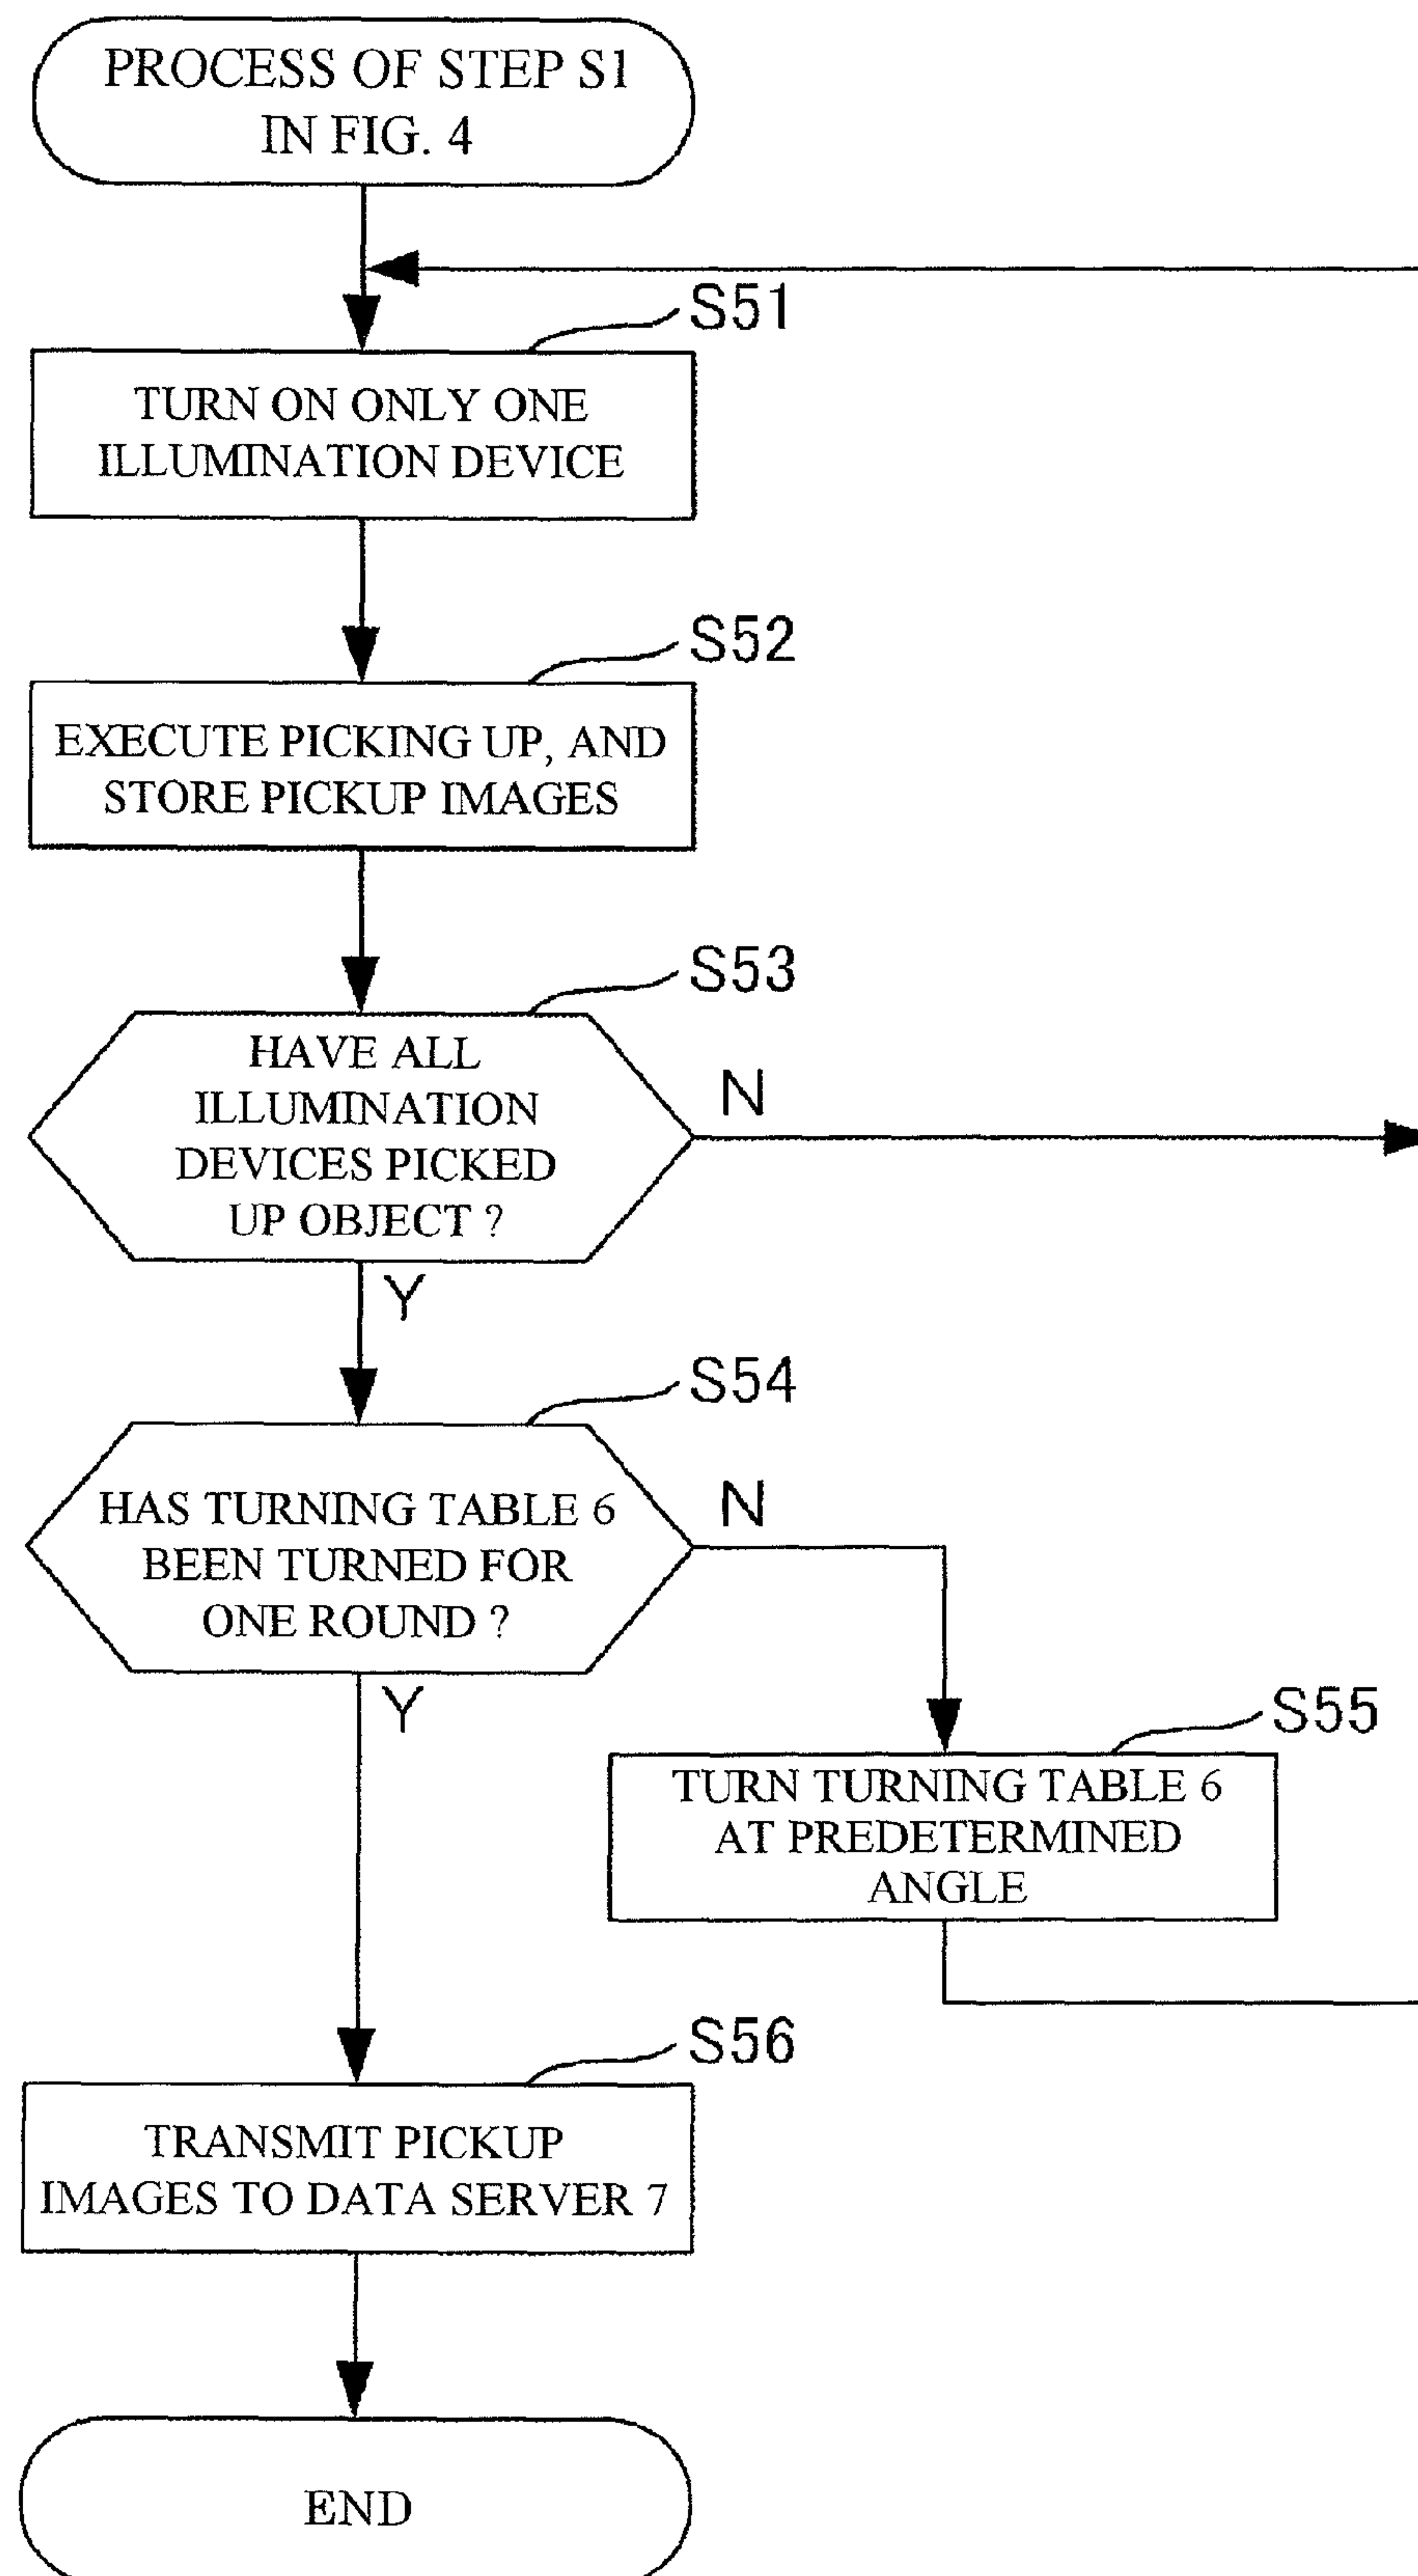 PROCESS OF STEP S1
IN FIG. 4
S51
TURN ON ONLY ONE
ILLUMINATION DEVICE
S52
EXECUTE PICKING UP, AND
STORE PICKUP IMAGES
S53
HAVE ALL
ILLUMINATION
DEVICES PICKED
UP OBJECT ?
N
Y
S54
HAS TURNING TABLE 6
BEEN TURNED FOR
ONE ROUND ?
N
Y
S55
TURN TURNING TABLE 6
AT PREDETERMINED
ANGLE
S56
TRANSMIT PICKUP
IMAGES TO DATA SERVER 7
END